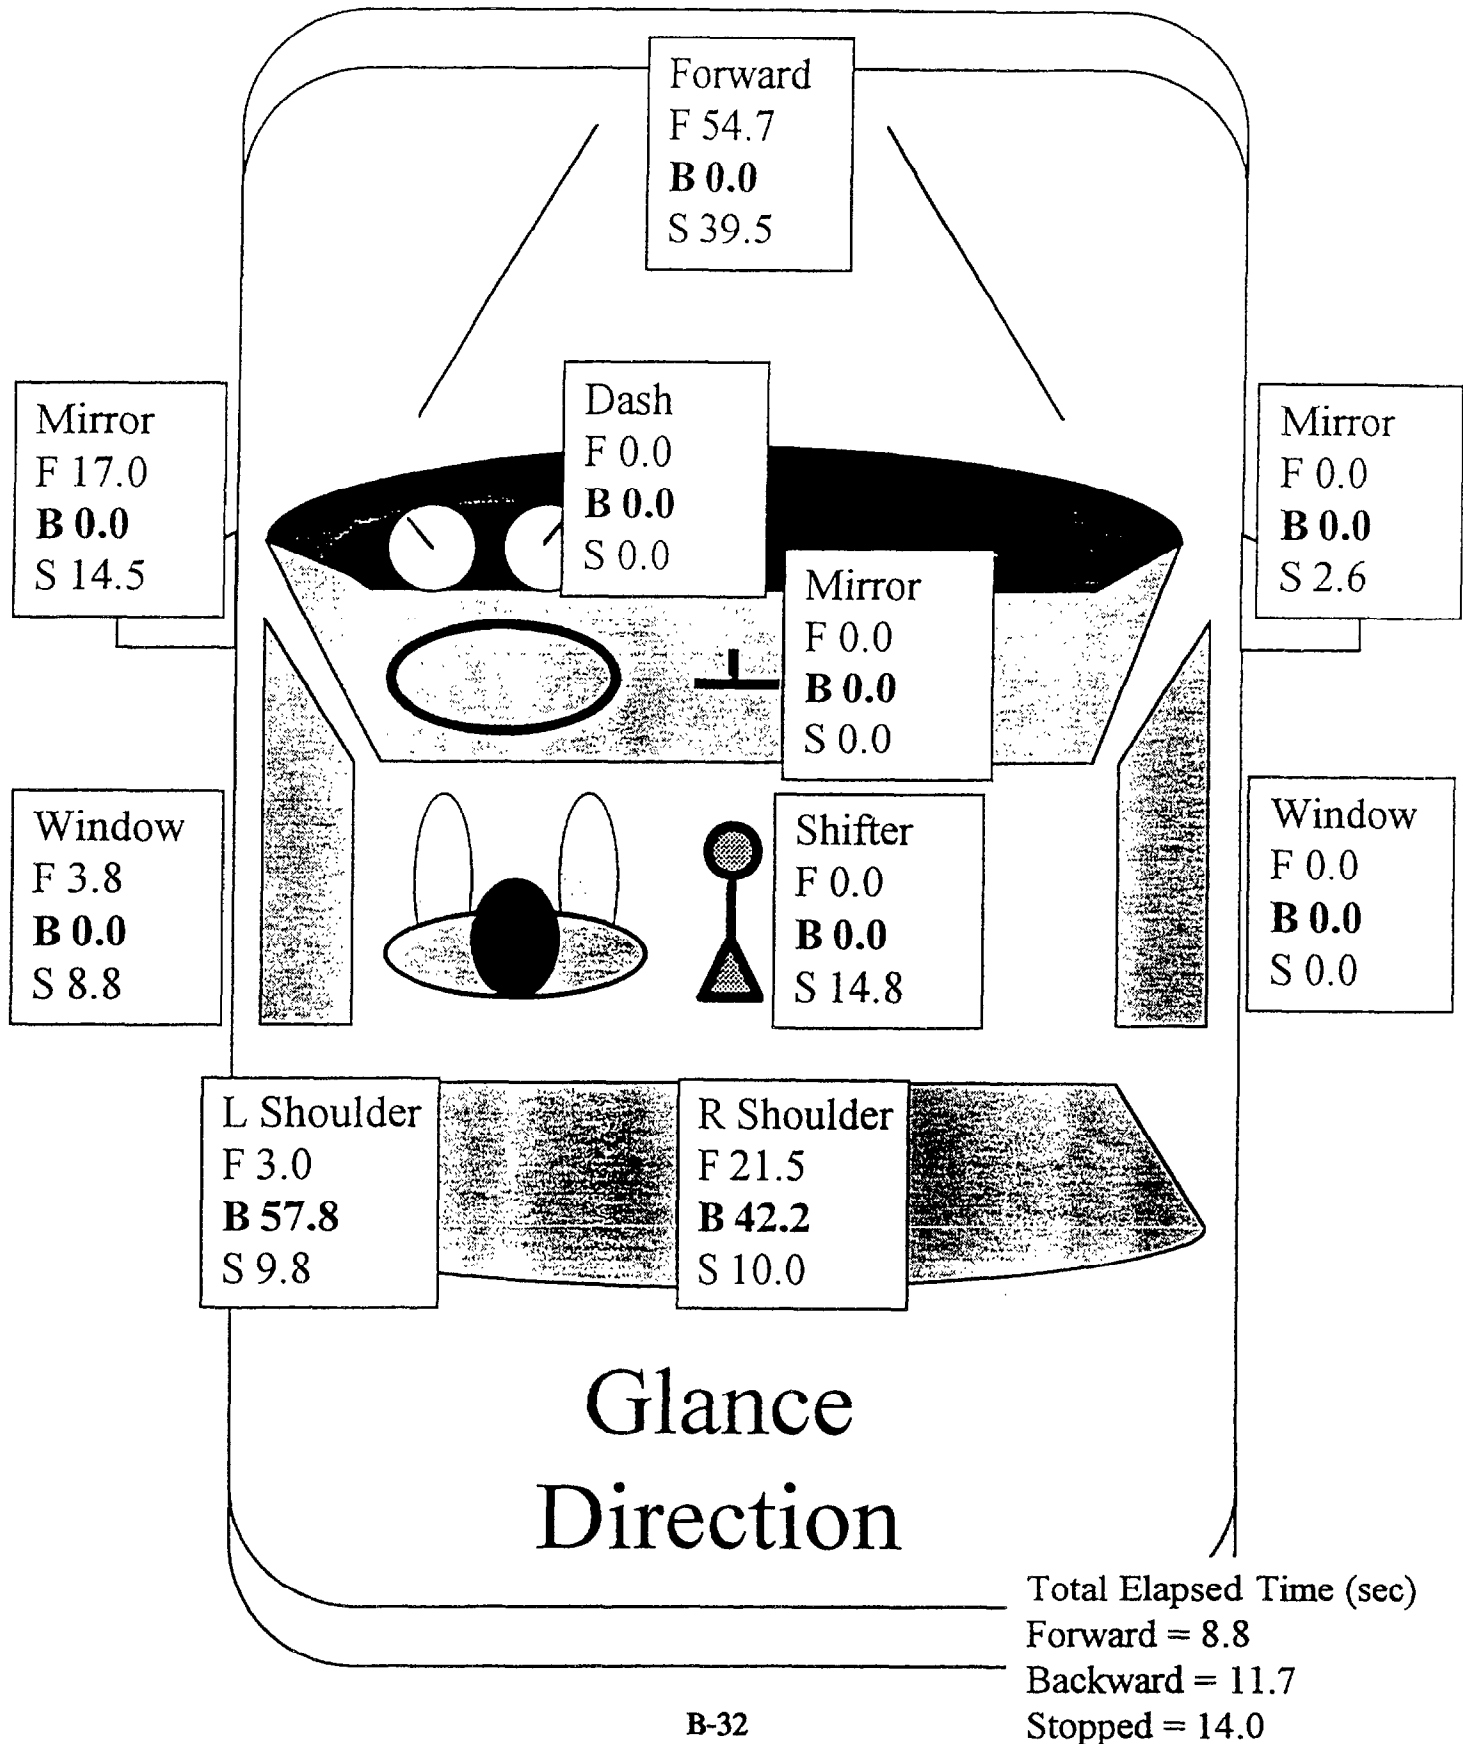 Forward
F 54.7
B 0.0
S 39.5
Mirror
F 17.0
B 0.0
S 14.5
Dash
F 0.0
B 0.0
S 0.0
Mirror
F 0.0
B 0.0
S 2.6
Mirror
F 0.0
B 0.0
S 0.0
Window
F 3.8
B 0.0
S 8.8
Shifter
F 0.0
B 0.0
S 14.8
Window
F 0.0
B 0.0
S 0.0
L Shoulder
F 3.0
B 57.8
S 9.8
R Shoulder
F 21.5
B 42.2
S 10.0
Glance
Direction
Total Elapsed Time (sec)
Forward = 8.8
Backward = 11.7
Stopped = 14.0
B-32